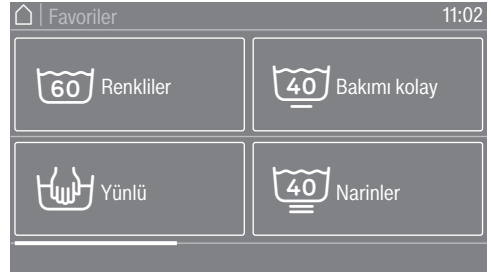 Favoriler 11:02
60 Renkliler
40 Bakımı kolay
Yünlü
40 Narinler